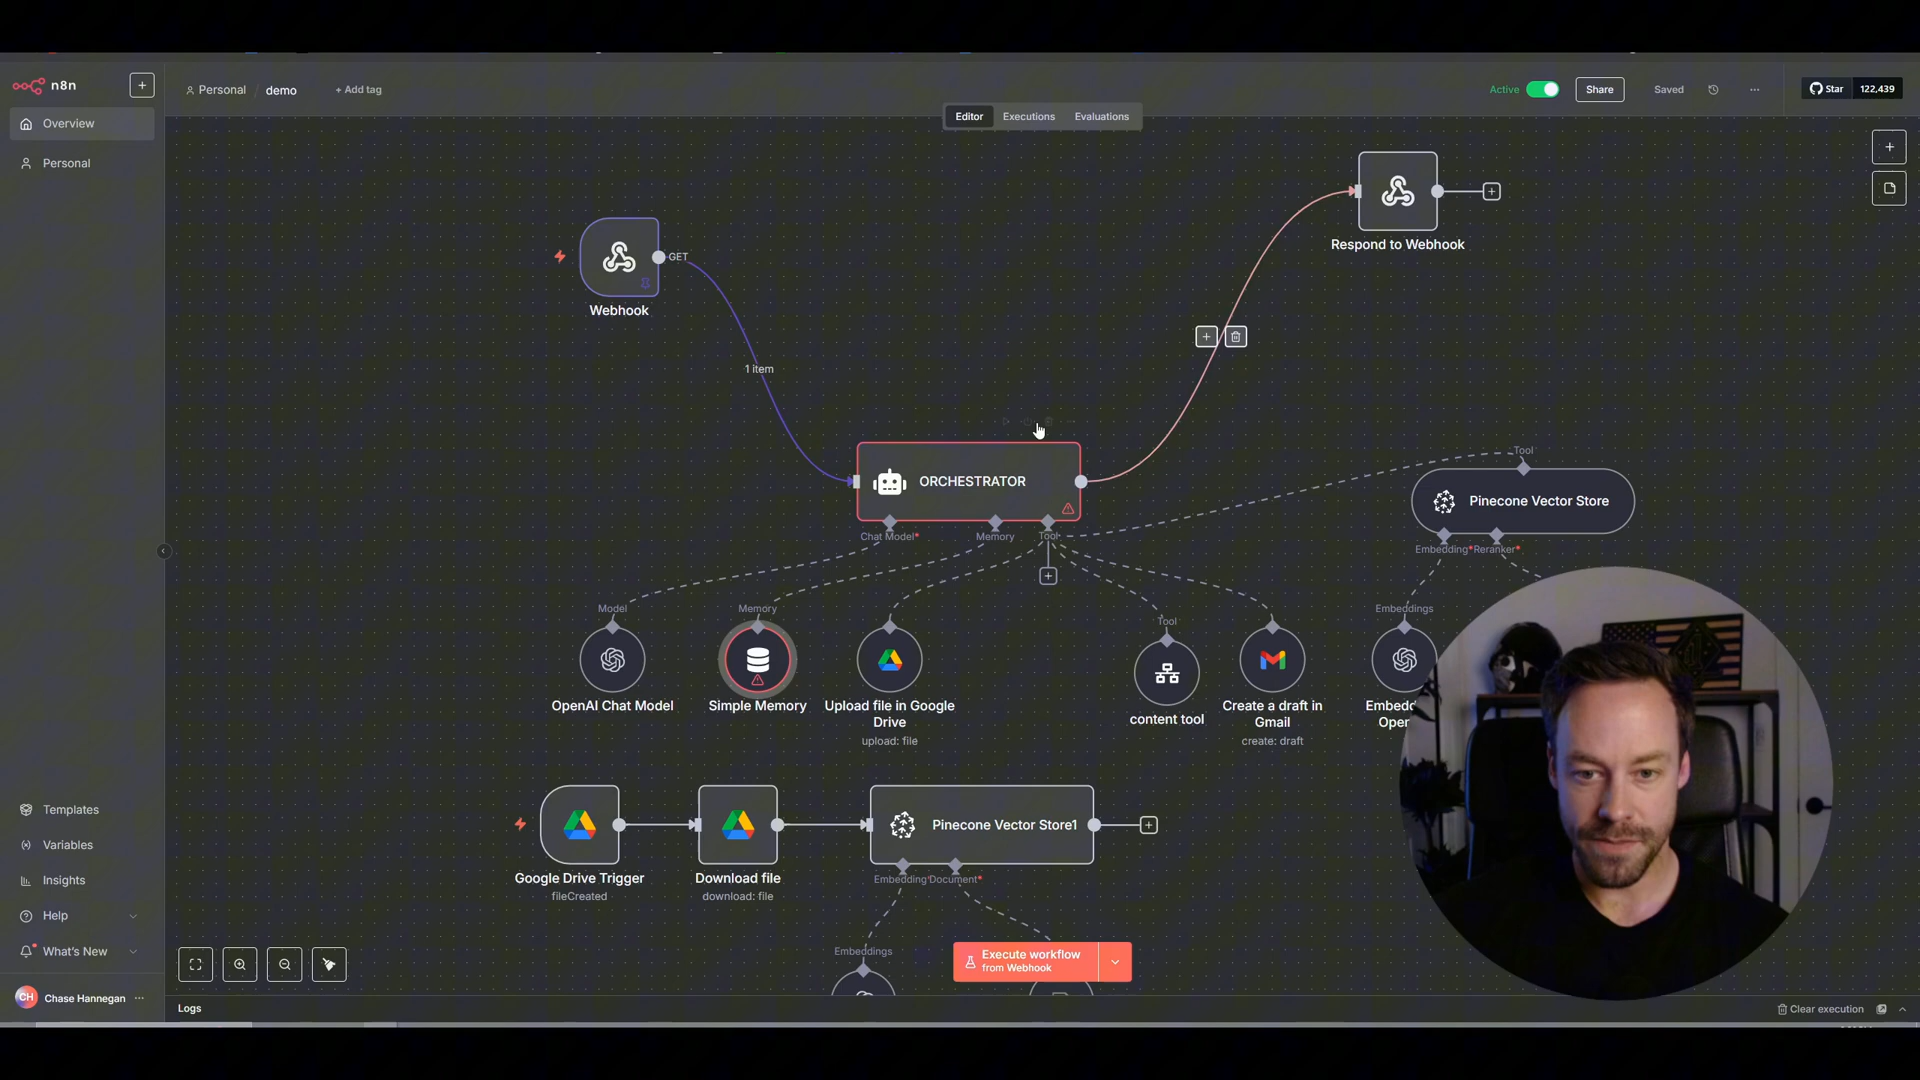 n8n
Personal / demo
+ Add tag
Active
Share
Saved
Star 122,439
Overview
Personal
Editor Executions Evaluations
Respond to Webhook
GET
Webhook
1 item
ORCHESTRATOR
Chat Model*
Memory
Tool
Tool
Pinecone Vector Store
Embedding*
Reranker*
Model
Memory
Tool
Embeddings
OpenAI Chat Model
Simple Memory
Upload file in Google
Drive
upload: file
content tool
Create a draft in
Gmail
create: draft
Embedd
Oper
Pinecone Vector Store1
Google Drive Trigger
fileCreated
Download file
download: file
Embedding*
Document*
Embeddings
Execute workflow
from Webhook
Templates
Variables
Insights
Help
What's New
CH Chase Hannegan
Logs
Clear execution